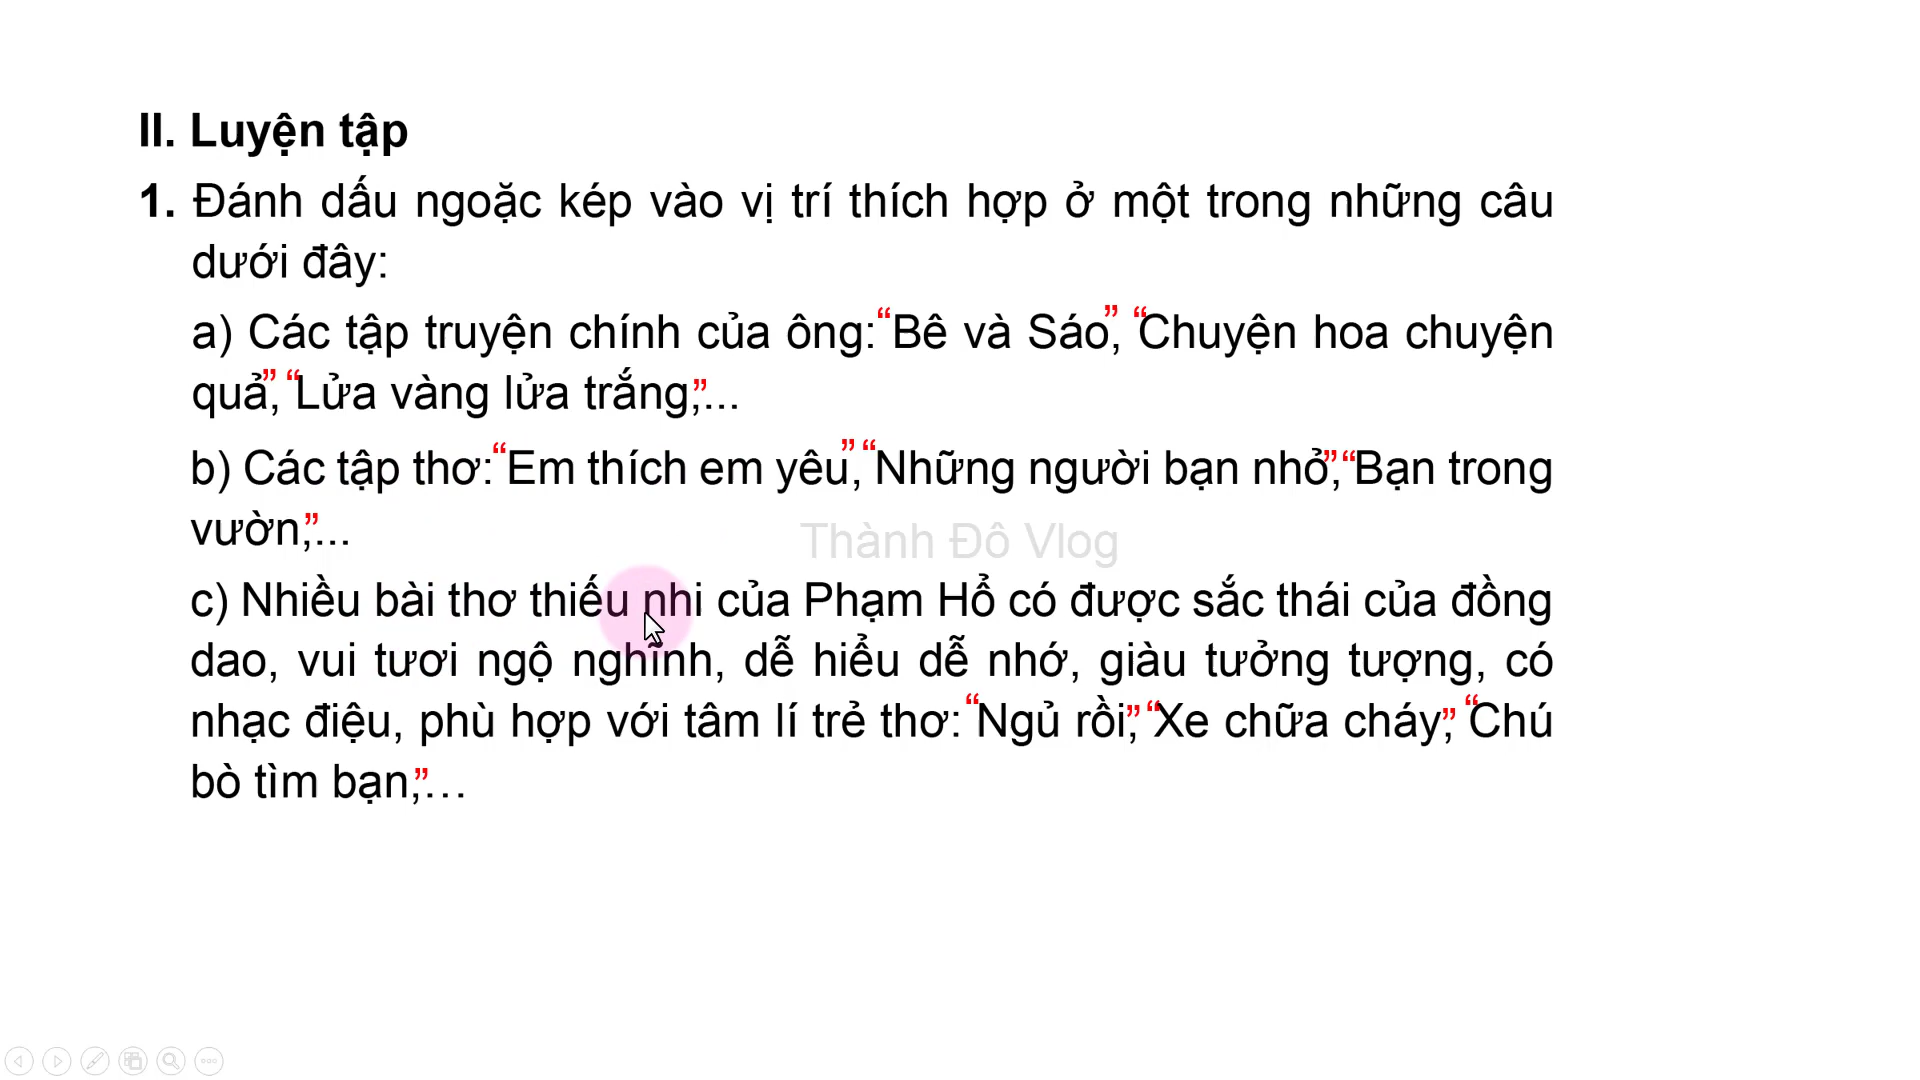 II. Luyện tập
1. Đánh dấu ngoặc kép vào vị trí thích hợp ở một trong những câu
dưới đây:
a) Các tập truyện chính của ông: “Bê và Sáo”, “Chuyện hoa chuyện
quả”, “Lửa vàng lửa trắng”,...
b) Các tập thơ: “Em thích em yêu”, “Những người bạn nhỏ”, “Bạn trong
vườn”,...
Thành Đô Vlog
c) Nhiều bài thơ thiếu nhi của Phạm Hổ có được sắc thái của đồng
dao, vui tươi ngộ nghĩnh, dễ hiểu dễ nhớ, giàu tưởng tượng, có
nhạc điệu, phù hợp với tâm lí trẻ thơ: “Ngủ rồi”, “Xe chữa cháy”, “Chú
bò tìm bạn”,…